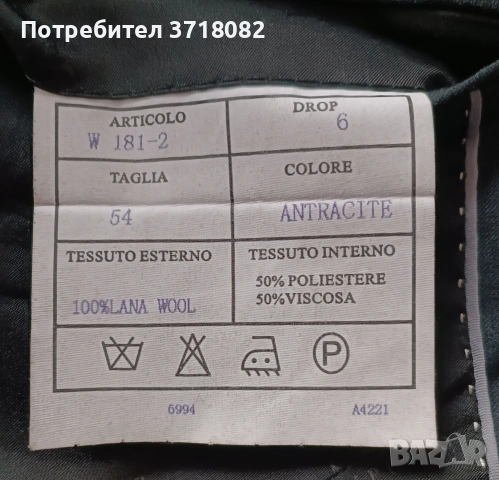 Потребител 3718082
ARTICOLO
W 181-2
DROP
6
TAGLIA
54
COLORE
ANTRACITE
TESSUTO ESTERNO
100%LANA WOOL
TESSUTO INTERNO
50% POLIESTERE
50%VISCOSA
P
6994
A4221
BAZAR